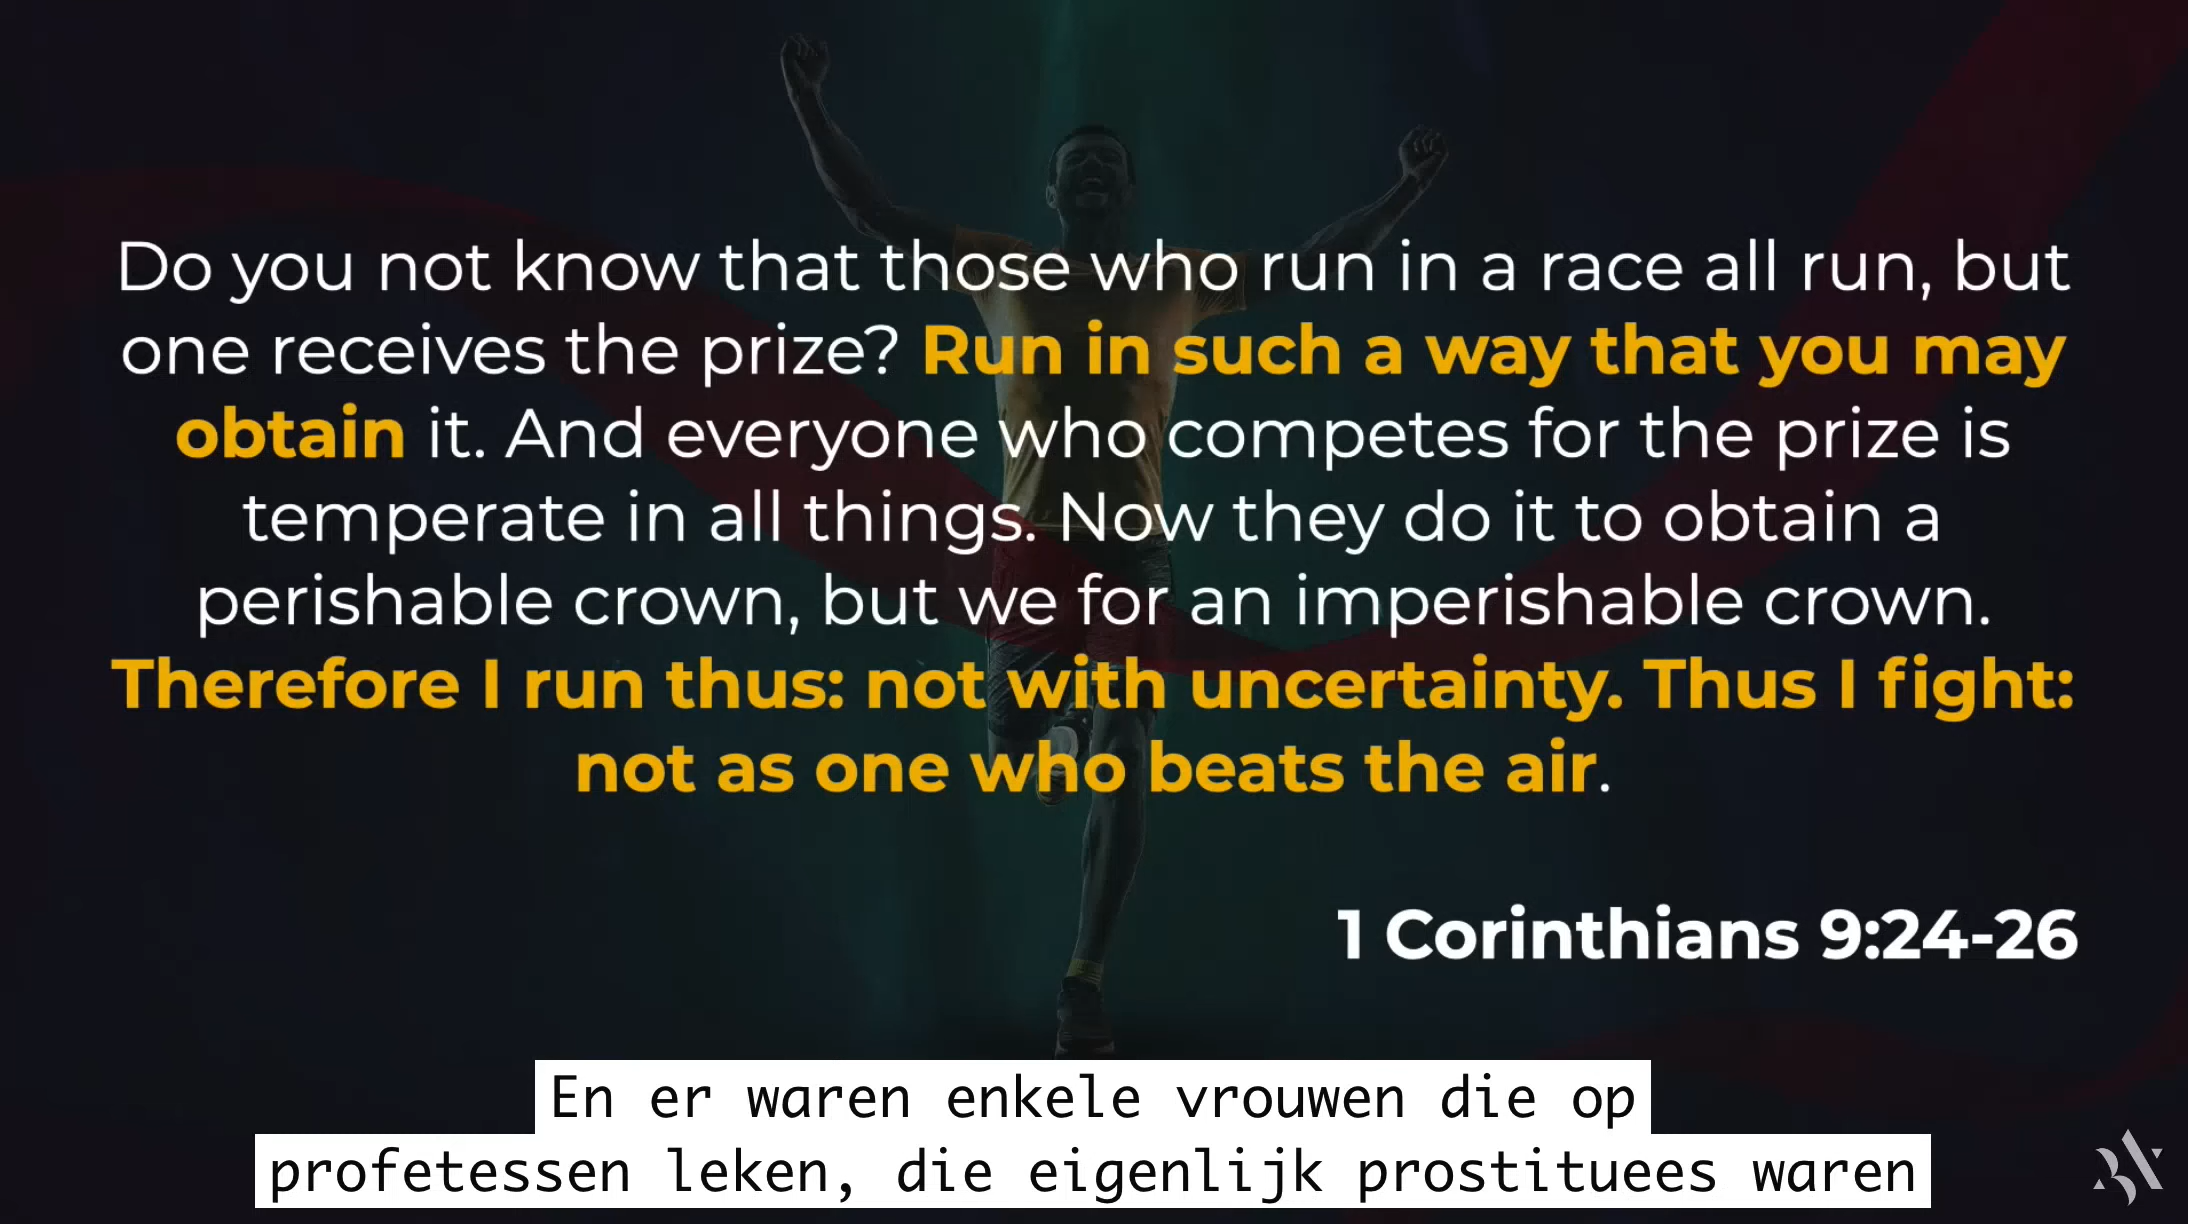 Do you not know that those who run in a race all run, but
one receives the prize? Run in such a way that you may
obtain it. And everyone who competes for the prize is
temperate in all things. Now they do it to obtain a
perishable crown, but we for an imperishable crown.
Therefore I run thus: not with uncertainty. Thus I fight:
not as one who beats the air.
1 Corinthians 9:24-26
En er waren enkele vrouwen die op
profetessen leken, die eigenlijk prostituees waren